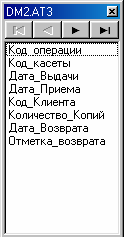 DM2.AT3
Код_операции
Код_касеты
Дата_Выдачи
Дата_Приема
Код_Клиента
Количество_Копий
Дата_Возврата
Отметка_возврата